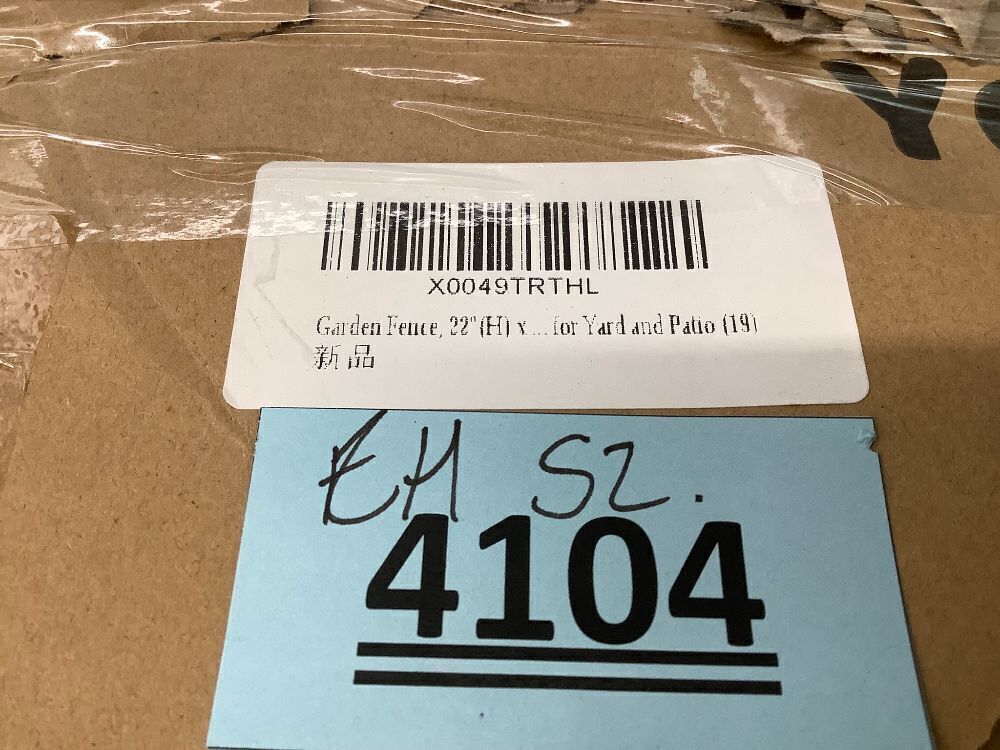 X0049TRTHL
Garden Fence, 22"(H) x ... for Yard and Patio (19)
新品
EH SZ.
4104